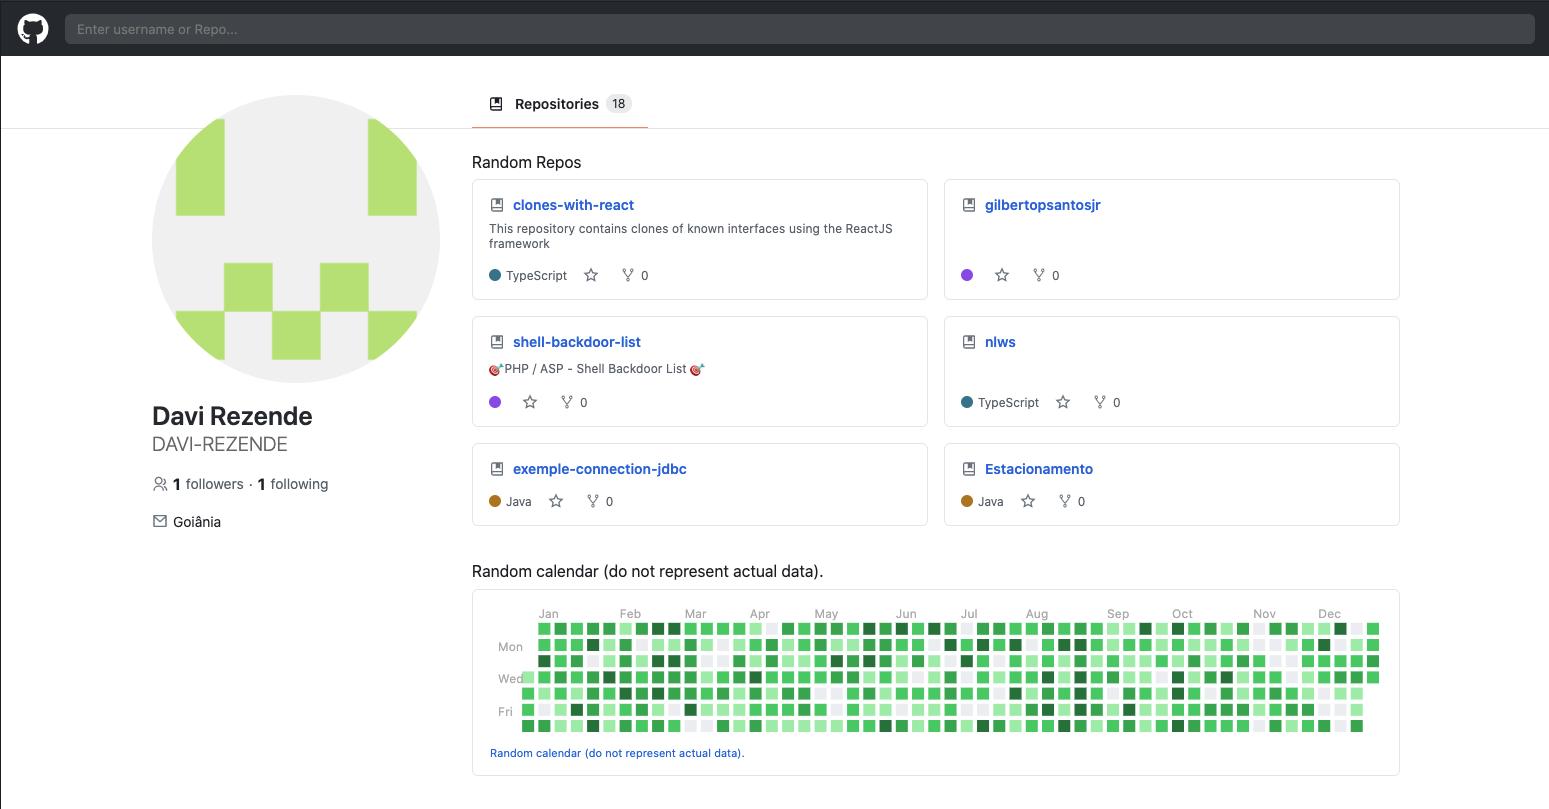 Enter username or Repo...
Repositories 18
Davi Rezende
DAVI-REZENDE
1 followers · 1 following
Goiânia
Random Repos
clones-with-react
This repository contains clones of known interfaces using the ReactJS
framework
TypeScript 0
gilbertopsantosjr
0
shell-backdoor-list
🎯PHP / ASP - Shell Backdoor List 🎯
0
nlws
TypeScript 0
exemple-connection-jdbc
Java 0
Estacionamento
Java 0
Random calendar (do not represent actual data).
Jan Feb Mar Apr May Jun Jul Aug Sep Oct Nov Dec
Mon
Wed
Fri
Random calendar (do not represent actual data).